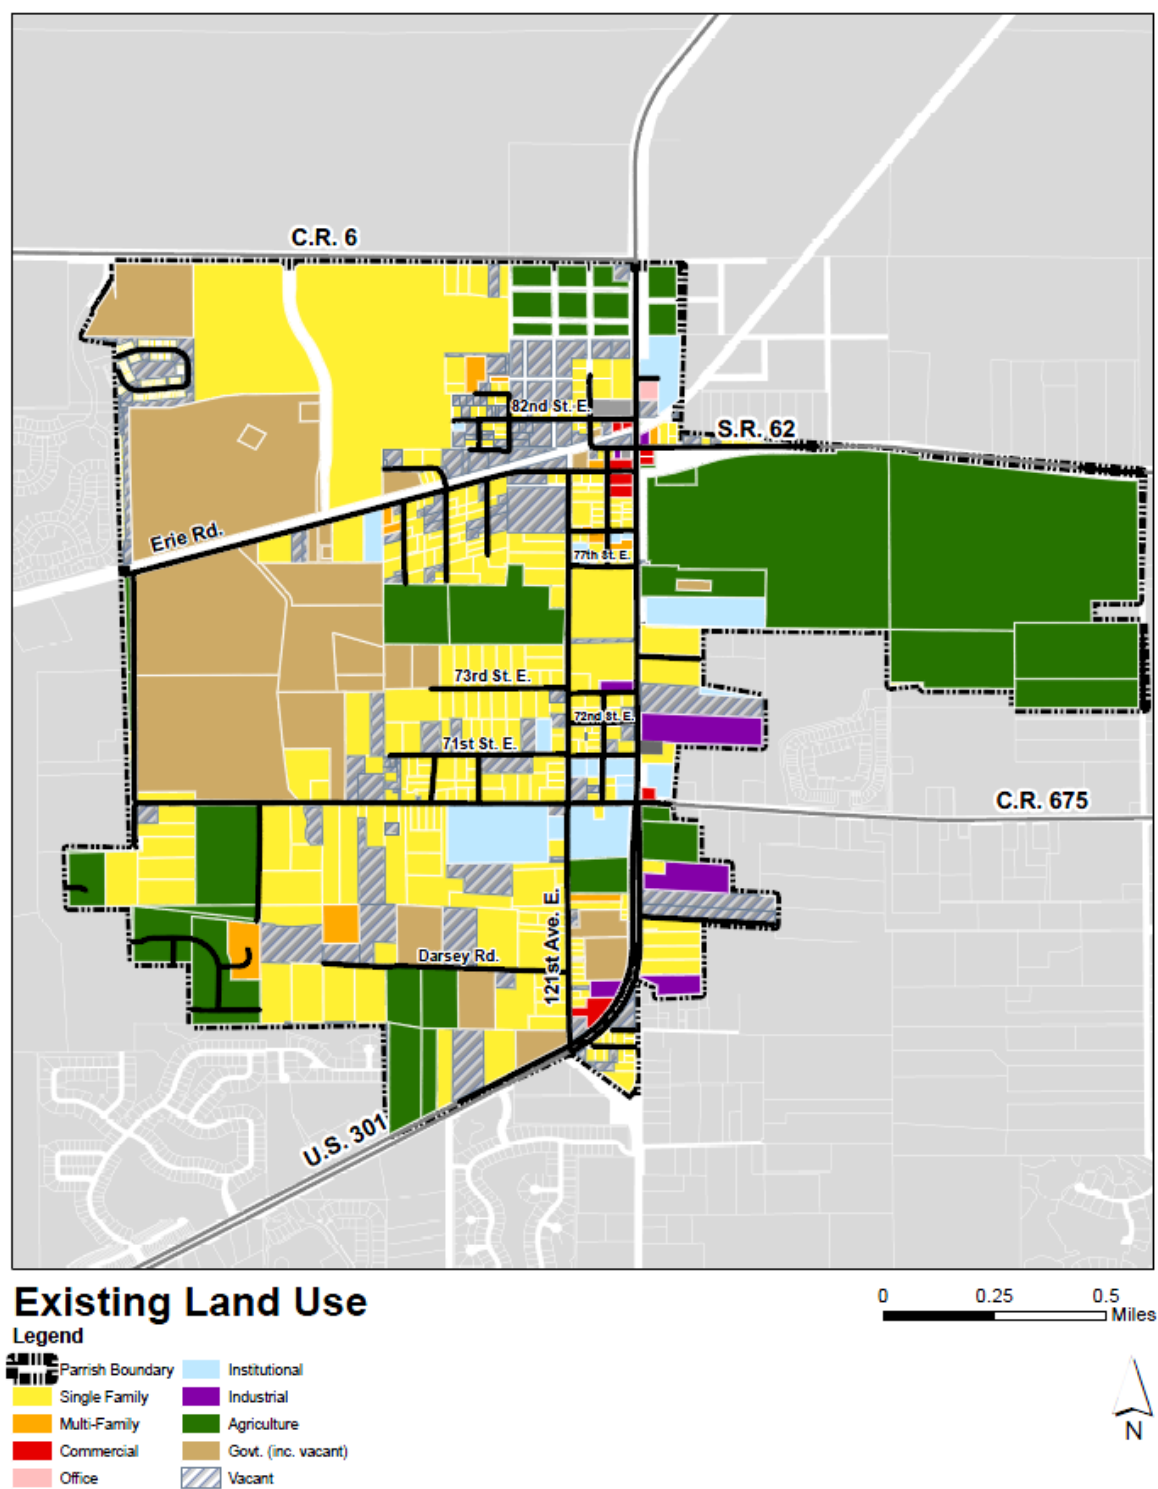 C.R. 6
82nd St. E.
S.R. 62
Erie Rd.
77th St. E.
73rd St. E.
72nd St. E.
71st St. E.
C.R. 675
121st Ave. E.
Darsey Rd.
U.S. 301
Existing Land Use
Legend
Parrish Boundary
Single Family
Multi-Family
Commercial
Office
Institutional
Industrial
Agriculture
Govt. (inc. vacant)
Vacant
0 0.25 0.5
Miles
N